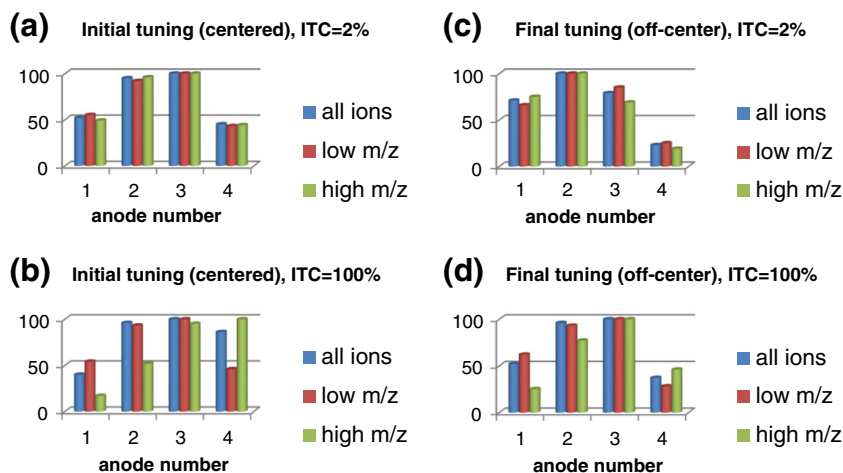 (a) Initial tuning (centered), ITC=2%
100
50
0
1 2 3 4
anode number
all ions
low m/z
high m/z
(c) Final tuning (off-center), ITC=2%
100
50
0
1 2 3 4
anode number
all ions
low m/z
high m/z
(b) Initial tuning (centered), ITC=100%
100
50
0
1 2 3 4
anode number
all ions
low m/z
high m/z
(d) Final tuning (off-center), ITC=100%
100
50
0
1 2 3 4
anode number
all ions
low m/z
high m/z